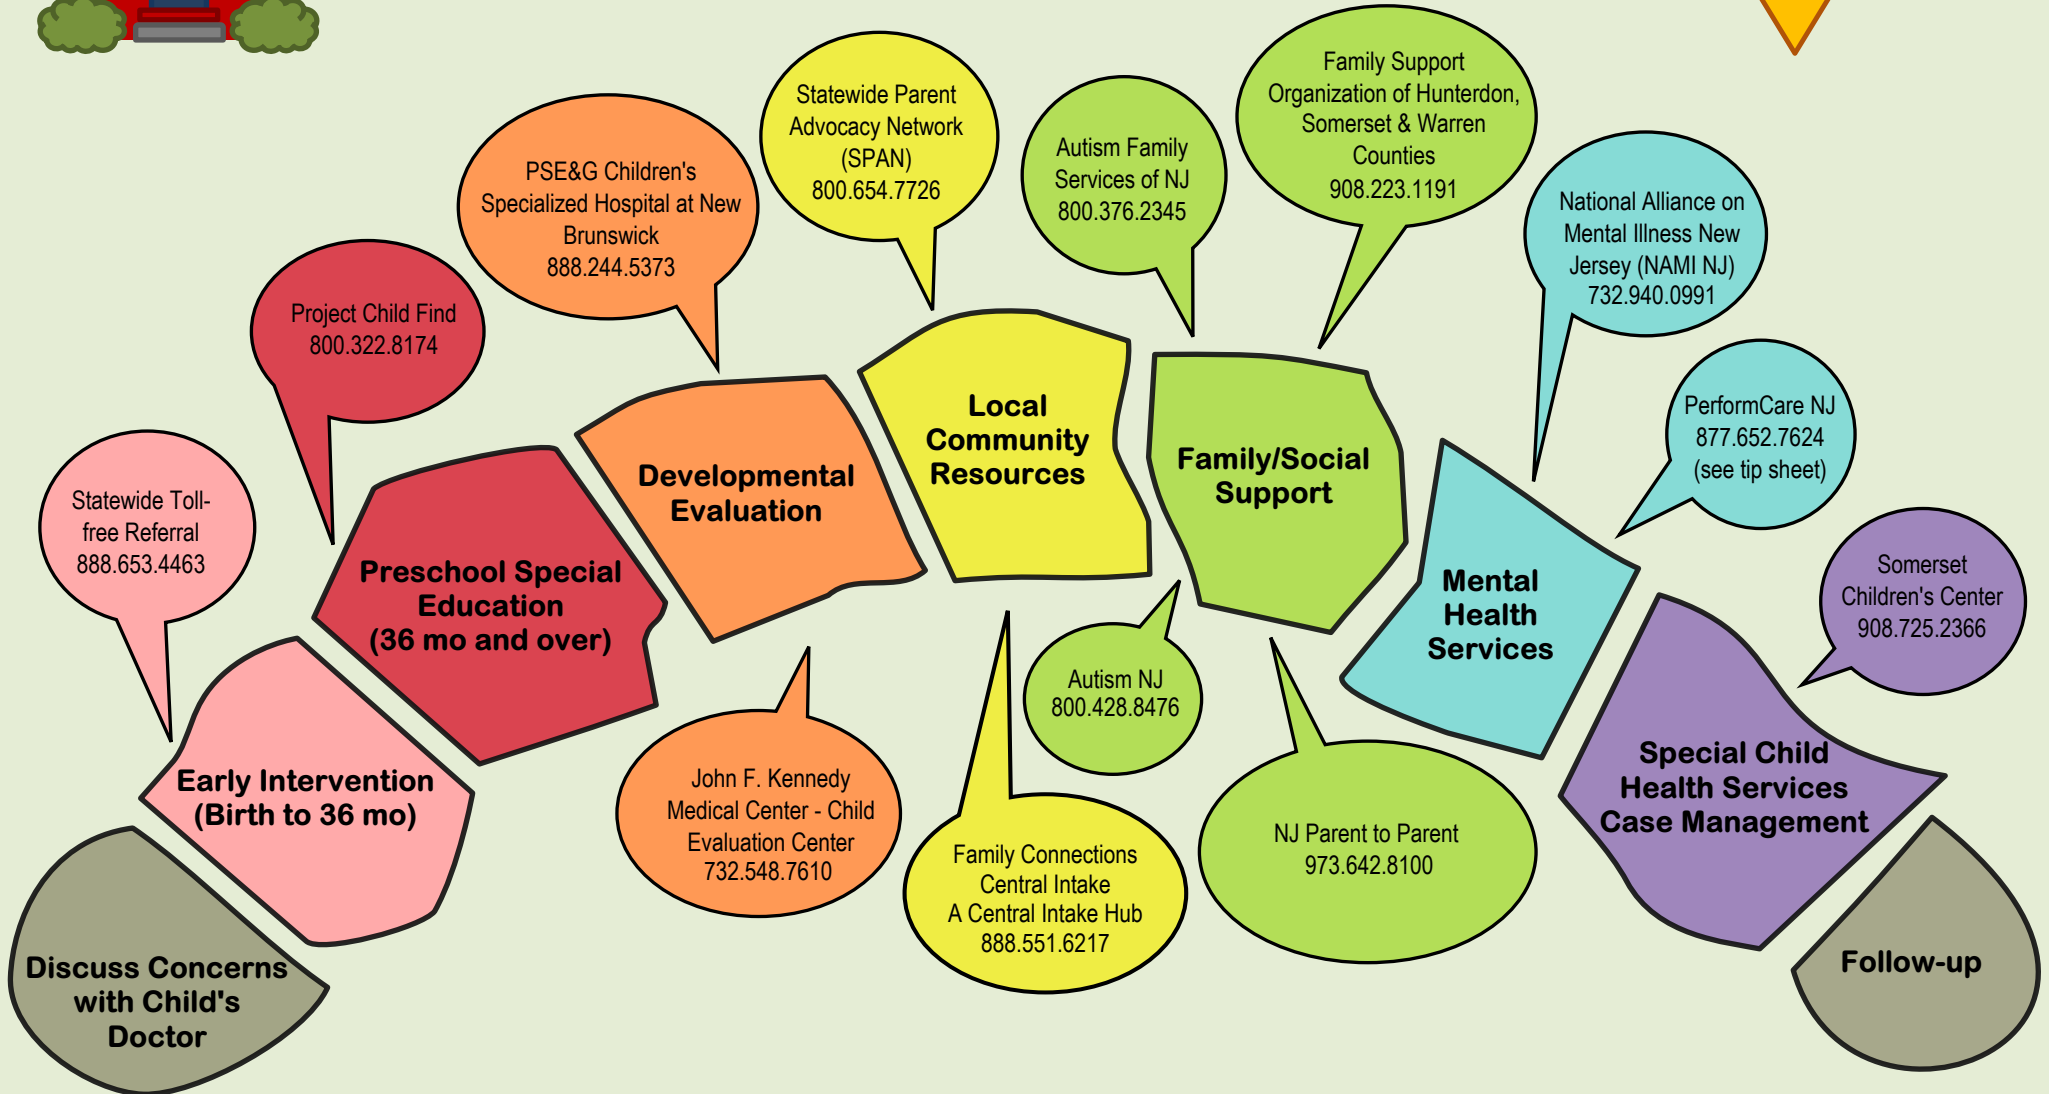 Statewide Parent
Advocacy Network
(SPAN)
800.654.7726
Family Support
Organization of Hunterdon,
Somerset & Warren
Counties
908.223.1191
Autism Family
Services of NJ
800.376.2345
PSE&G Children's
Specialized Hospital at New
Brunswick
888.244.5373
National Alliance on
Mental Illness New
Jersey (NAMI NJ)
732.940.0991
Project Child Find
800.322.8174
PerformCare NJ
877.652.7624
(see tip sheet)
Statewide Toll-
free Referral
888.653.4463
Somerset
Children's Center
908.725.2366
Discuss Concerns
with Child's
Doctor
Early Intervention
(Birth to 36 mo)
Preschool Special
Education
(36 mo and over)
Developmental
Evaluation
Local
Community
Resources
Family/Social
Support
Mental
Health
Services
Special Child
Health Services
Case Management
Follow-up
John F. Kennedy
Medical Center - Child
Evaluation Center
732.548.7610
Family Connections
Central Intake
A Central Intake Hub
888.551.6217
Autism NJ
800.428.8476
NJ Parent to Parent
973.642.8100